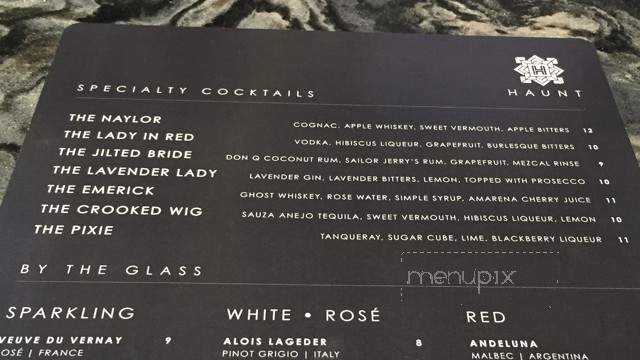 SPECIALTY COCKTAILS
H
HAUNT
THE NAYLOR COGNAC, APPLE WHISKEY, SWEET VERMOUTH, APPLE BITTERS 12
THE LADY IN RED VODKA, HIBISCUS LIQUEUR, GRAPEFRUIT, BURLESQUE BITTERS 10
THE JILTED BRIDE DON Q COCONUT RUM, SAILOR JERRY'S RUM, GRAPEFRUIT, MEZCAL RINSE 9
THE LAVENDER LADY LAVENDER GIN, LAVENDER BITTERS, LEMON, TOPPED WITH PROSECCO 10
THE EMERICK GHOST WHISKEY, ROSE WATER, SIMPLE SYRUP, AMARENA CHERRY JUICE 11
THE CROOKED WIG SAUZA ANEJO TEQUILA, SWEET VERMOUTH, HIBISCUS LIQUEUR, LEMON 10
THE PIXIE TANQUERAY, SUGAR CUBE, LIME, BLACKBERRY LIQUEUR 11
BY THE GLASS
menupix
SPARKLING WHITE • ROSÉ RED
VEUVE DU VERNAY 9 ALOIS LAGEDER 8 ANDELUNA
ROSÉ | FRANCE PINOT GRIGIO | ITALY MALBEC | ARGENTINA